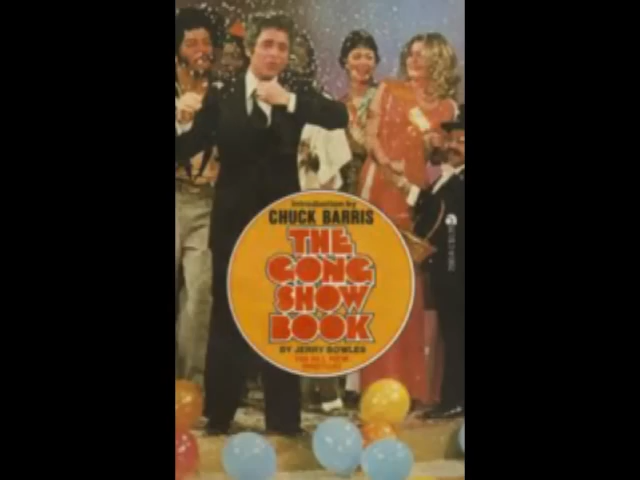 Introduction by
CHUCK BARRIS
THE
GONG
SHOW
BOOK
BY JERRY BOWLES